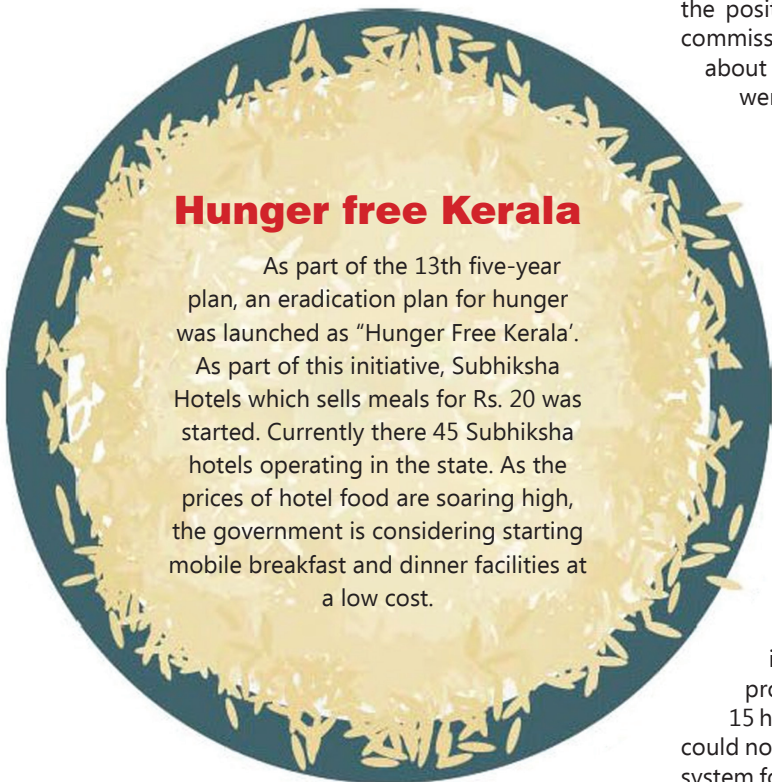 the posit
commiss
about
wer
Hunger free Kerala
As part of the 13th five-year
plan, an eradication plan for hunger
was launched as "Hunger Free Kerala'.
As part of this initiative, Subhiksha
Hotels which sells meals for Rs. 20 was
started. Currently there 45 Subhiksha
hotels operating in the state. As the
prices of hotel food are soaring high,
the government is considering starting
mobile breakfast and dinner facilities at
a low cost.
i
pro
15 h
could no
system fo